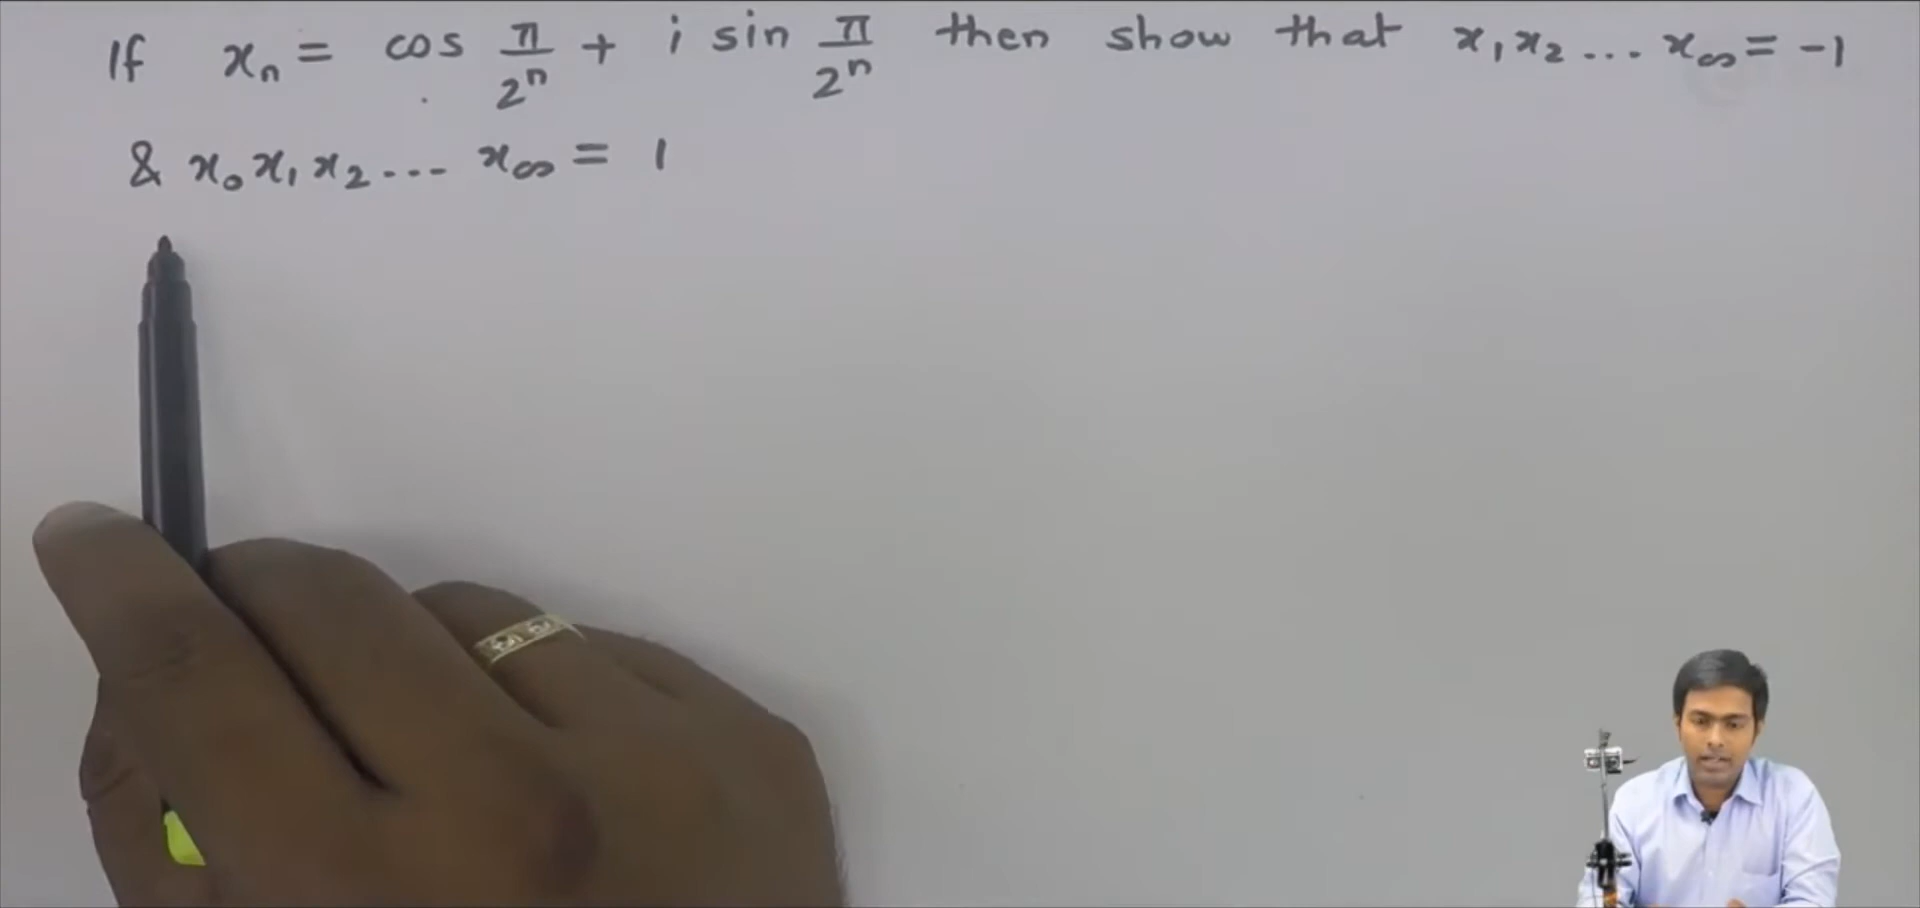 If xₙ = cos π/2ⁿ + i sin π/2ⁿ then show that x₁x₂... x∞ = -1
& x₀x₁x₂... x∞ = 1